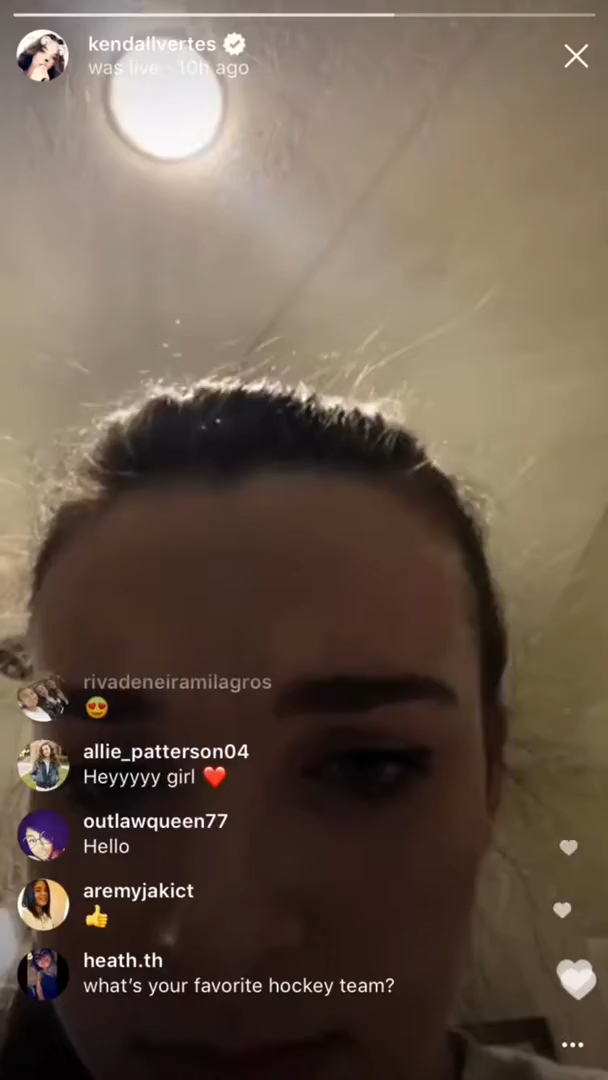 kendallvertes
was live · 10h ago
rivadeneiramilagros
😍
allie_patterson04
Heyyyyy girl ❤️
outlawqueen77
Hello
aremyjakict
👍
heath.th
what's your favorite hockey team?